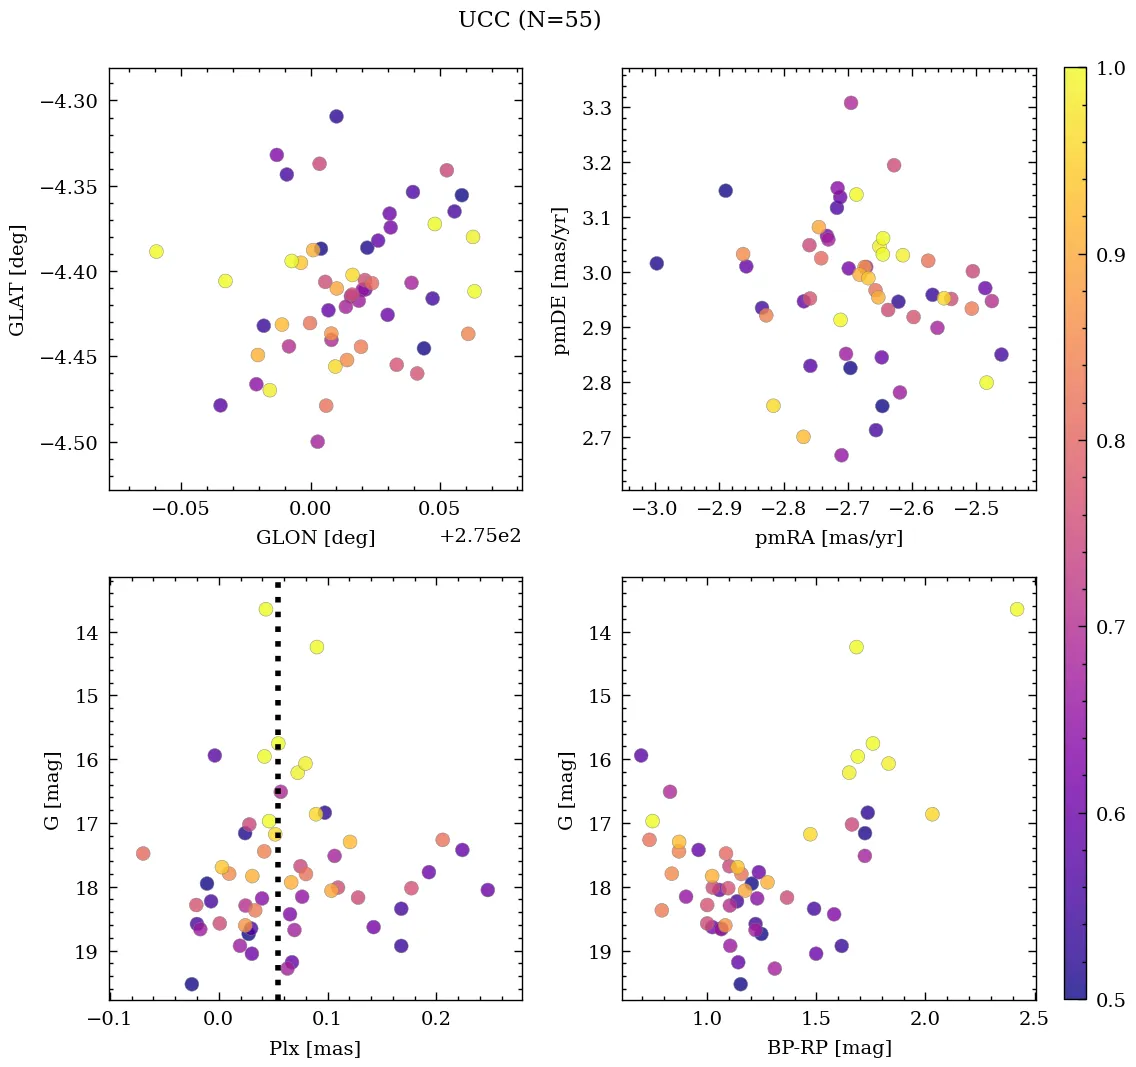 UCC (N=55)
−4.30
−4.35
−4.40
−4.45
−4.50
GLAT [deg]
−0.05 0.00 0.05
GLON [deg] +2.75e2
3.3
3.2
3.1
3.0
2.9
2.8
2.7
pmDE [mas/yr]
−3.0 −2.9 −2.8 −2.7 −2.6 −2.5
pmRA [mas/yr]
1.0
0.9
0.8
0.7
0.6
0.5
14
15
16
17
18
19
G [mag]
−0.1 0.0 0.1 0.2
Plx [mas]
14
15
16
17
18
19
G [mag]
1.0 1.5 2.0 2.5
BP-RP [mag]